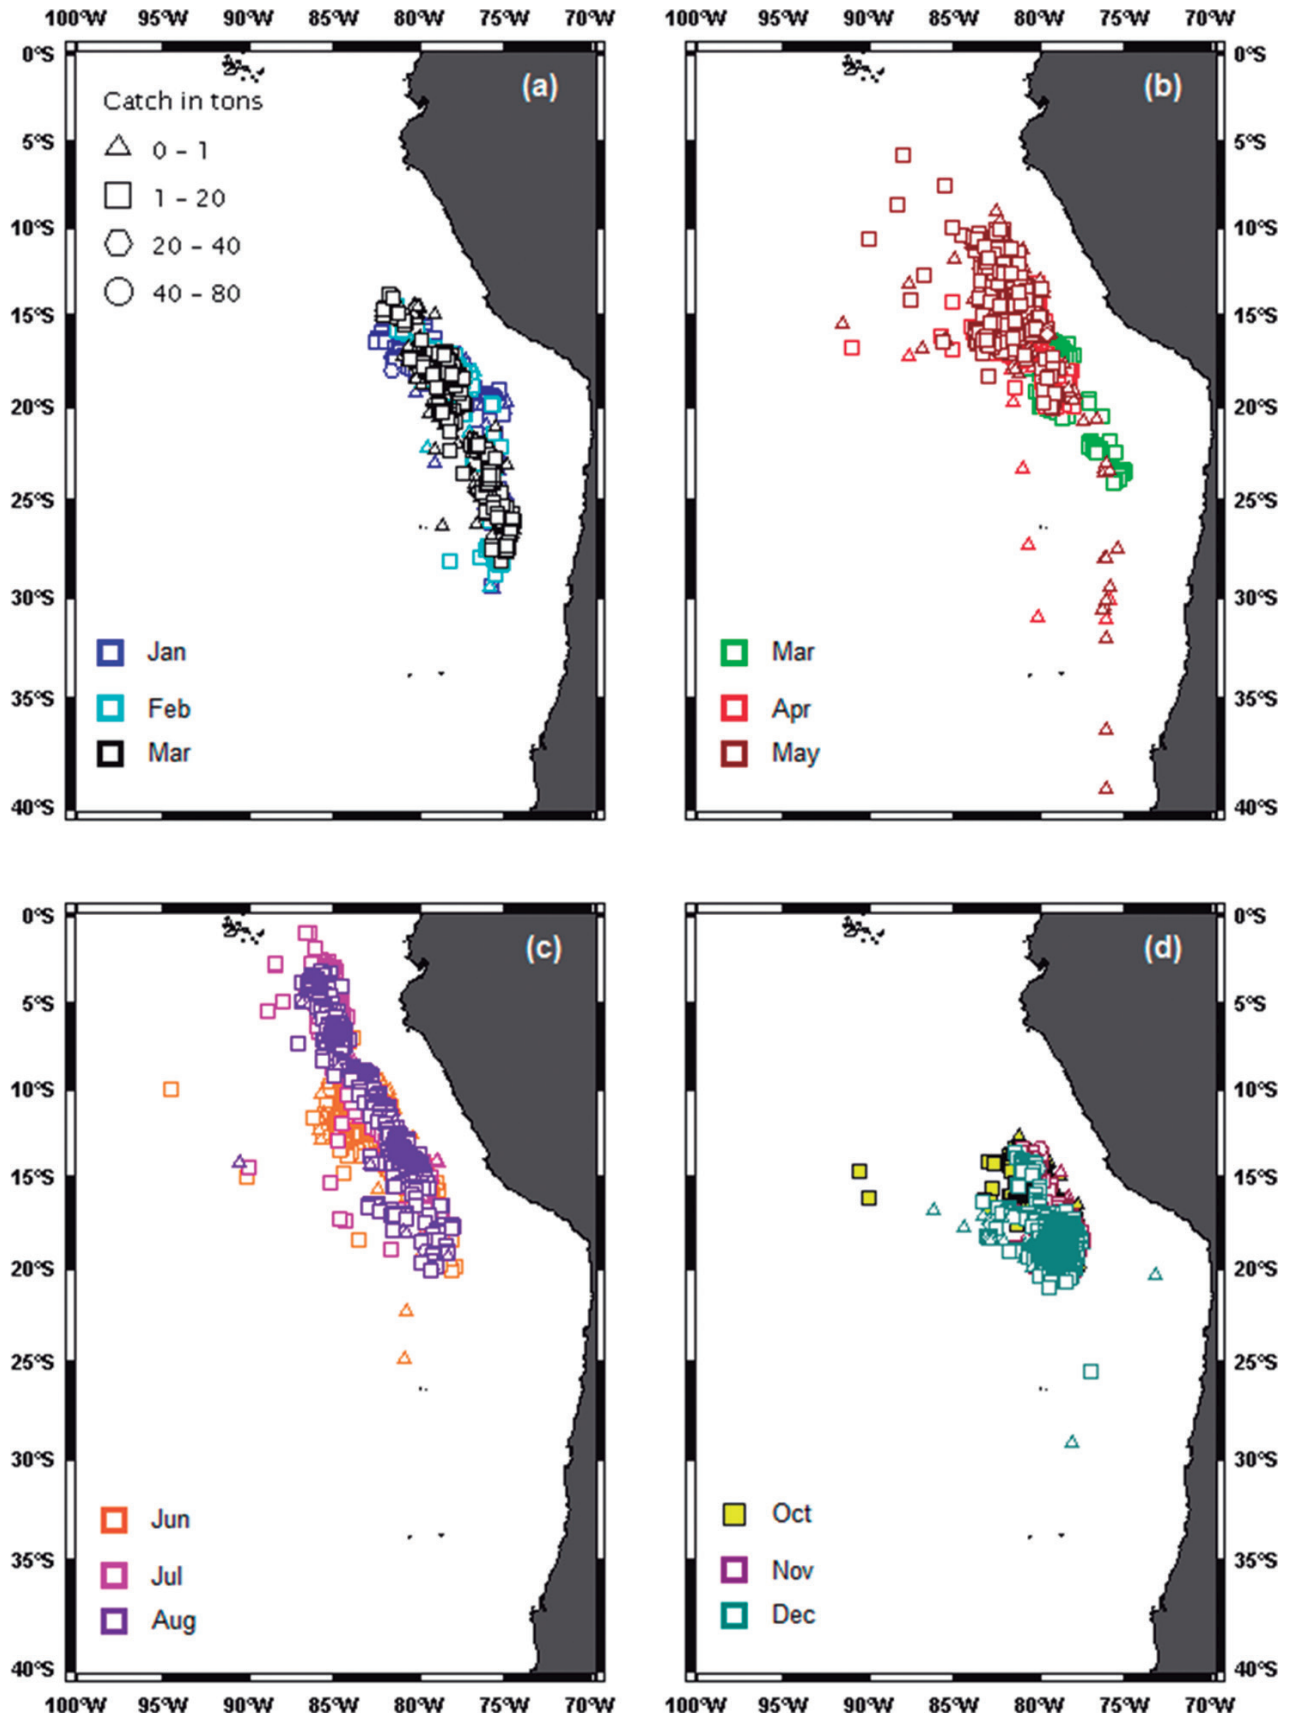 100°W 95°W 90°W 85°W 80°W 75°W 70°W 100°W 95°W 90°W 85°W 80°W 75°W 70°W
0°S (a) (b) 0°S
Catch in tons
0 – 1
5°S 5°S
1 – 20
10°S 10°S
20 – 40
40 – 80
15°S 15°S
20°S 20°S
25°S 25°S
30°S 30°S
Jan Mar
35°S 35°S
Feb Apr
Mar May
40°S 40°S
0°S (c) (d) 0°S
5°S 5°S
10°S 10°S
15°S 15°S
20°S 20°S
25°S 25°S
30°S 30°S
Jun Oct
35°S 35°S
Jul Nov
Aug Dec
40°S 40°S
100°W 95°W 90°W 85°W 80°W 75°W 70°W 100°W 95°W 90°W 85°W 80°W 75°W 70°W